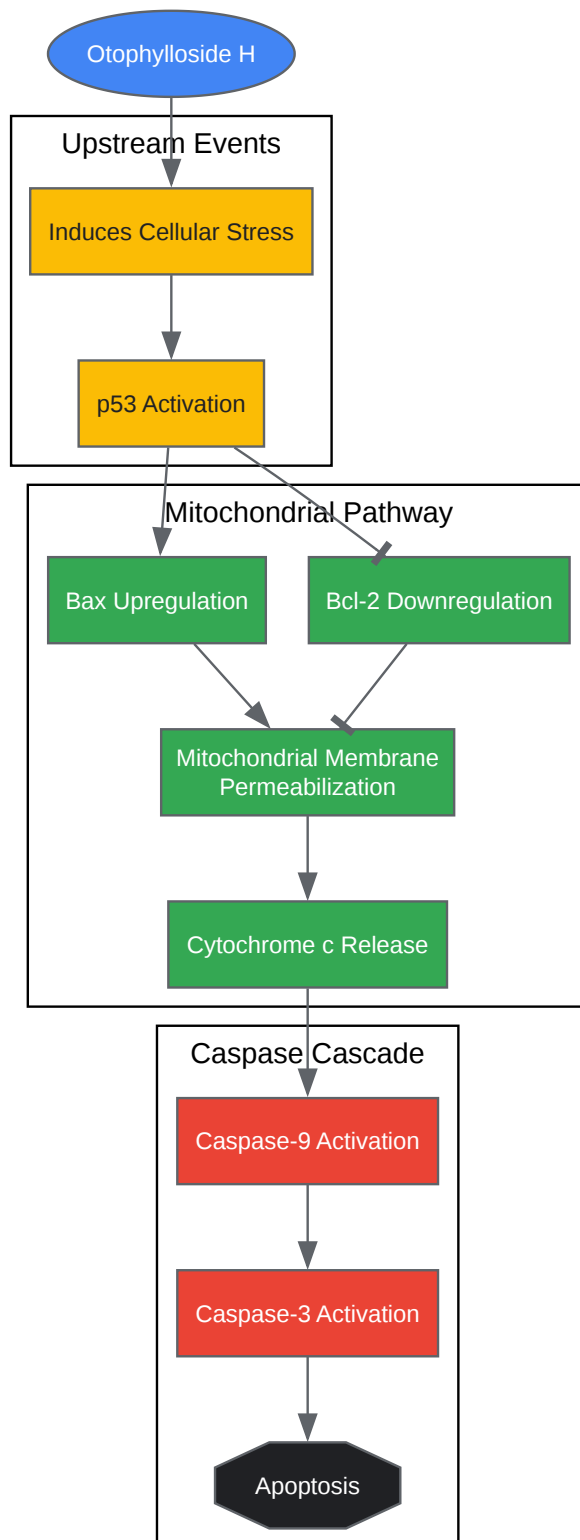 Otophylloside H
Upstream Events
Induces Cellular Stress
p53 Activation
Mitochondrial Pathway
Bax Upregulation
Bcl-2 Downregulation
Mitochondrial Membrane
Permeabilization
Cytochrome c Release
Caspase Cascade
Caspase-9 Activation
Caspase-3 Activation
Apoptosis